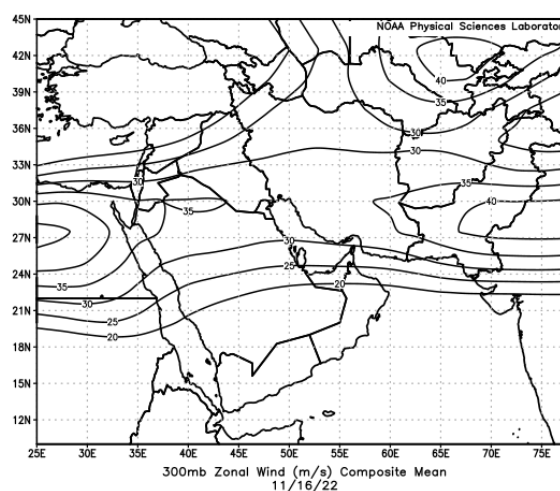 NOAA Physical Sciences Laborator
45N
42N
39N
36N
33N
30N
27N
24N
21N
18N
15N
12N
40
35
30
30
35
40
30
35
35
30
25
20
30
25
20
25E 30E 35E 40E 45E 50E 55E 60E 65E 70E 75E
300mb Zonal Wind (m/s) Composite Mean
11/16/22